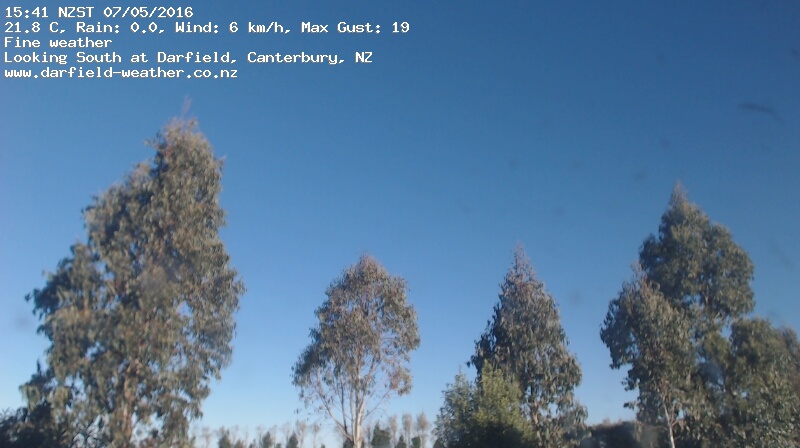 15:41 NZST 07/05/2016
21.8 C, Rain: 0.0, Wind: 6 km/h, Max Gust: 19
Fine weather
Looking South at Darfield, Canterbury, NZ
www.darfield-weather.co.nz